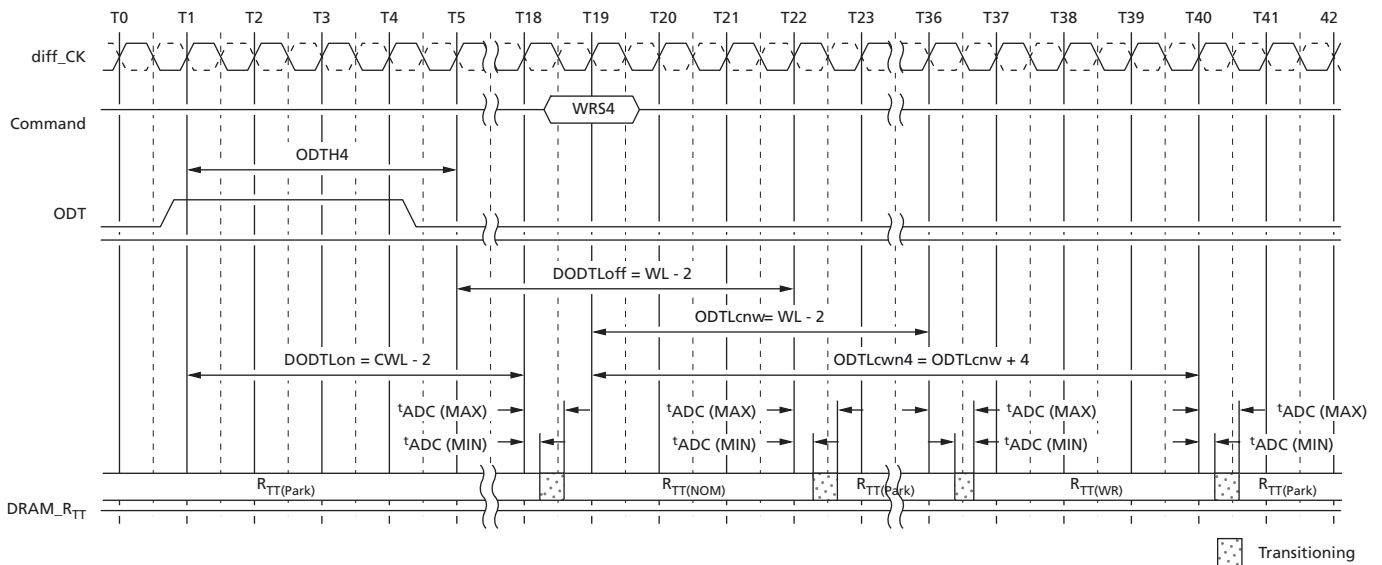 T0 T1 T2 T3 T4 T5 T18 T19 T20 T21 T22 T23 T36 T37 T38 T39 T40 T41 42
diff_CK
WRS4
Command
ODTH4
ODT
DODTLoff = WL - 2
ODTLcnw= WL - 2
DODTLon = CWL - 2
ODTLcwn4 = ODTLcnw + 4
tADC (MAX) tADC (MAX) tADC (MAX) tADC (MAX)
tADC (MIN) tADC (MIN) tADC (MIN) tADC (MIN)
RTT(Park) RTT(NOM) RTT(Park) RTT(WR) RTT(Park)
DRAM_RTT
Transitioning